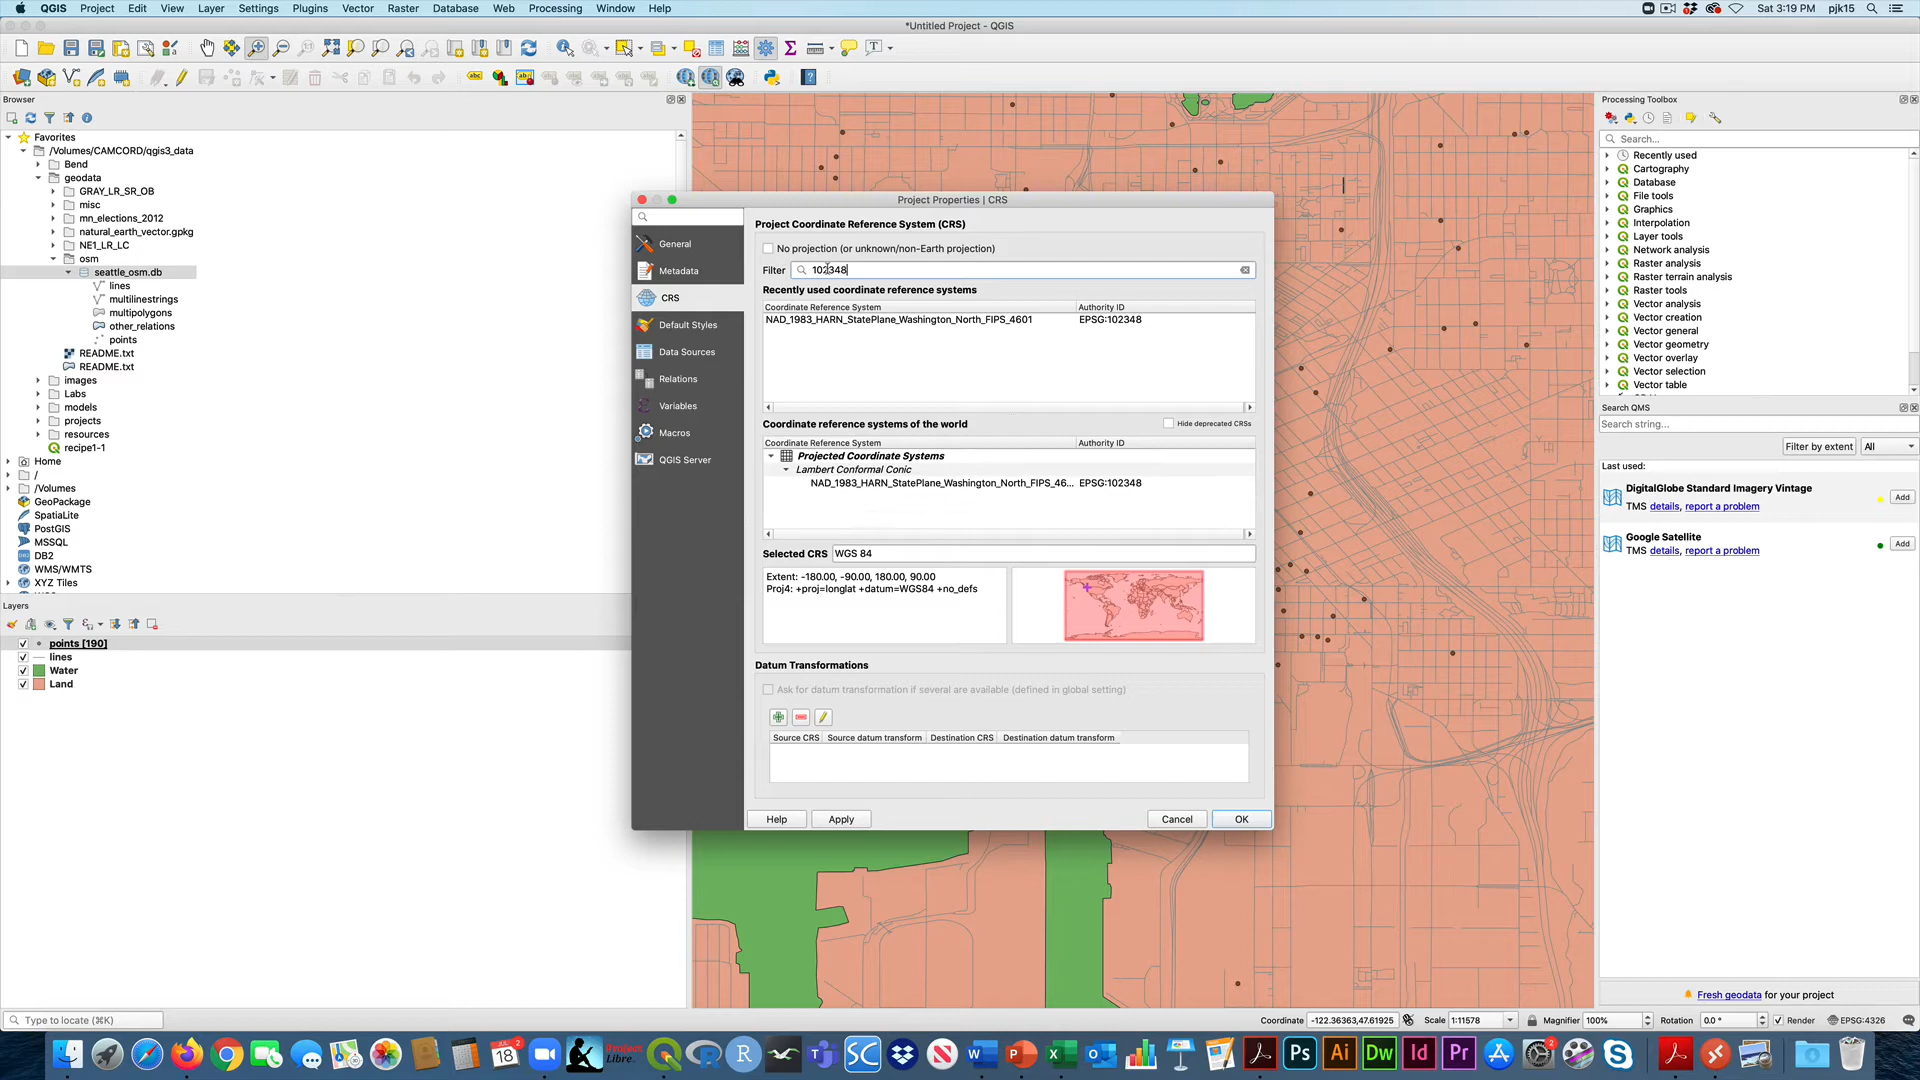 QGIS Project Edit View Layer Settings Plugins Vector Raster Database Web Processing Window Help
Sat 3:19 PM pjk15
*Untitled Project - QGIS
Browser
Favorites
/Volumes/CAMCORD/qgis3_data
Bend
geodata
GRAY_LR_SR_OB
misc
mn_elections_2012
natural_earth_vector.gpkg
NE1_LR_LC
osm
seattle_osm.db
lines
multilinestrings
multipolygons
other_relations
points
README.txt
README.txt
images
Labs
models
projects
resources
recipe1-1
Home
/
/Volumes
GeoPackage
SpatiaLite
PostGIS
MSSQL
DB2
WMS/WMTS
XYZ Tiles
Layers
points [190]
lines
Water
Land
Type to locate (⌘K)
Project Properties | CRS
General
Metadata
CRS
Default Styles
Data Sources
Relations
Variables
Macros
QGIS Server
Project Coordinate Reference System (CRS)
No projection (or unknown/non-Earth projection)
Filter 102348
Recently used coordinate reference systems
Coordinate Reference System Authority ID
NAD_1983_HARN_StatePlane_Washington_North_FIPS_4601 EPSG:102348
Coordinate reference systems of the world Hide deprecated CRSs
Coordinate Reference System Authority ID
Projected Coordinate Systems
Lambert Conformal Conic
NAD_1983_HARN_StatePlane_Washington_North_FIPS_46... EPSG:102348
Selected CRS WGS 84
Extent: -180.00, -90.00, 180.00, 90.00
Proj4: +proj=longlat +datum=WGS84 +no_defs
Datum Transformations
Ask for datum transformation if several are available (defined in global setting)
Source CRS Source datum transform Destination CRS Destination datum transform
Help Apply Cancel OK
Processing Toolbox
Search...
Recently used
Cartography
Database
File tools
Graphics
Interpolation
Layer tools
Network analysis
Raster analysis
Raster terrain analysis
Raster tools
Vector analysis
Vector creation
Vector general
Vector geometry
Vector overlay
Vector selection
Vector table
Search QMS
Search string...
Filter by extent All
Last used:
DigitalGlobe Standard Imagery Vintage
TMS details, report a problem Add
Google Satellite
TMS details, report a problem Add
Fresh geodata for your project
Coordinate -122.36363,47.61925 Scale 1:11578 Magnifier 100% Rotation 0.0 ° Render EPSG:4326
JUL
18
2